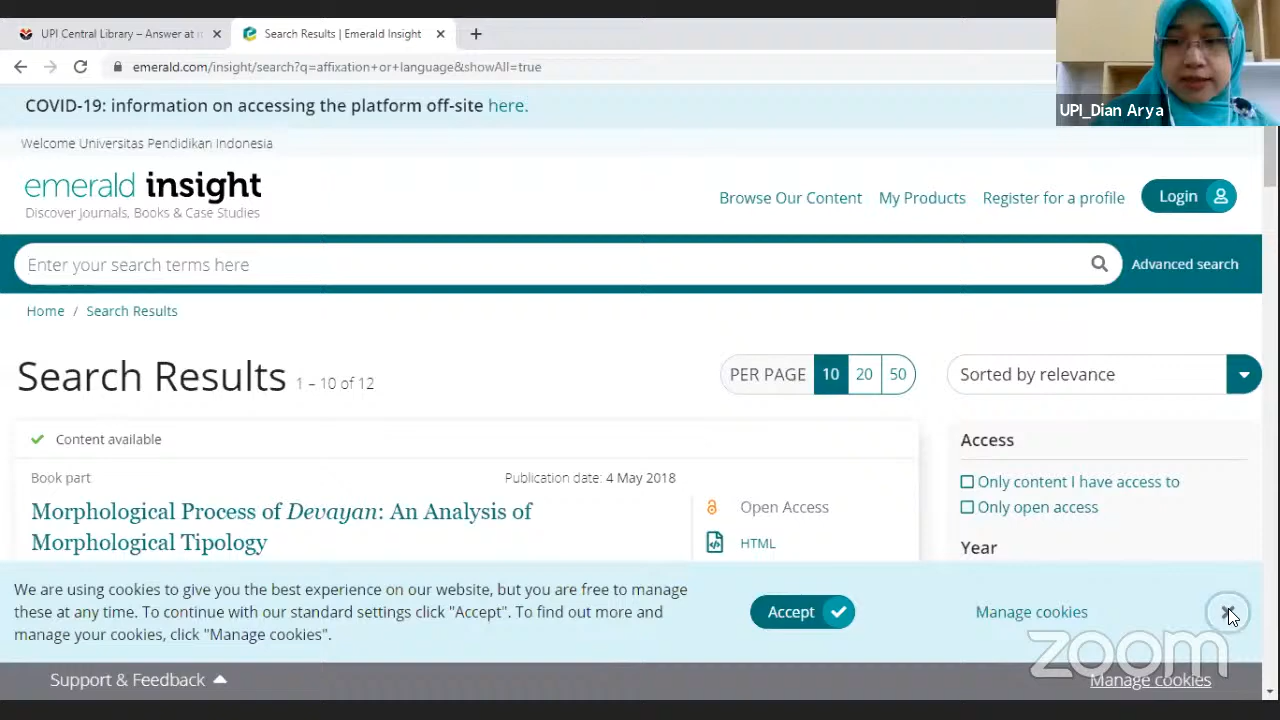 UPI Central Library – Answer at
Search Results | Emerald Insight
emerald.com/insight/search?q=affixation+or+language&showAll=true
UPI_Dian Arya
COVID-19: information on accessing the platform off-site here.
Welcome Universitas Pendidikan Indonesia
emerald insight
Discover Journals, Books & Case Studies
Browse Our Content
My Products
Register for a profile
Login
Enter your search terms here
Advanced search
Home / Search Results
Search Results 1 – 10 of 12
PER PAGE 10 20 50
Sorted by relevance
Content available
Book part
Publication date: 4 May 2018
Morphological Process of Devayan: An Analysis of
Morphological Tipology
Open Access
HTML
Access
Only content I have access to
Only open access
Year
We are using cookies to give you the best experience on our website, but you are free to manage
these at any time. To continue with our standard settings click "Accept". To find out more and
manage your cookies, click "Manage cookies".
Accept
Manage cookies
zoom
Support & Feedback
Manage cookies